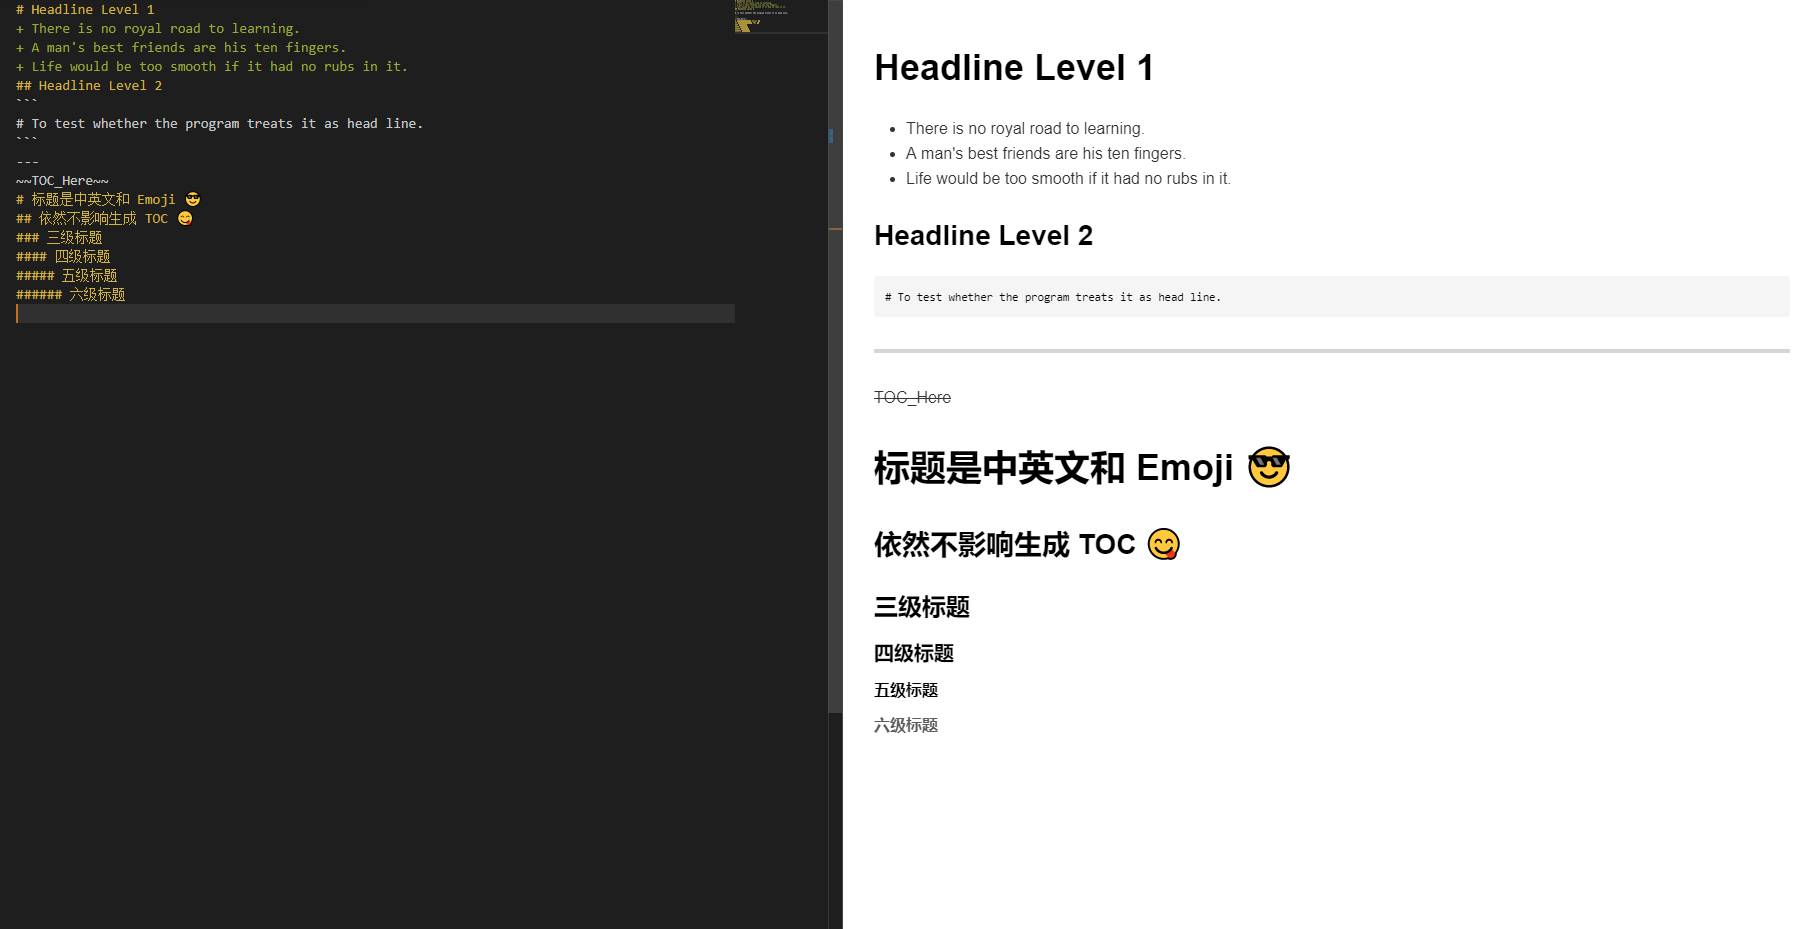 # Headline Level 1
+ There is no royal road to learning.
+ A man's best friends are his ten fingers.
+ Life would be too smooth if it had no rubs in it.
## Headline Level 2
```
# To test whether the program treats it as head line.
```
---
~~TOC_Here~~
# 标题是中英文和 Emoji 😎
## 依然不影响生成 TOC 😋
### 三级标题
#### 四级标题
##### 五级标题
###### 六级标题
Headline Level 1
• There is no royal road to learning.
• A man's best friends are his ten fingers.
• Life would be too smooth if it had no rubs in it.
Headline Level 2
# To test whether the program treats it as head line.
TOC_Here
标题是中英文和 Emoji 😎
依然不影响生成 TOC 😋
三级标题
四级标题
五级标题
六级标题